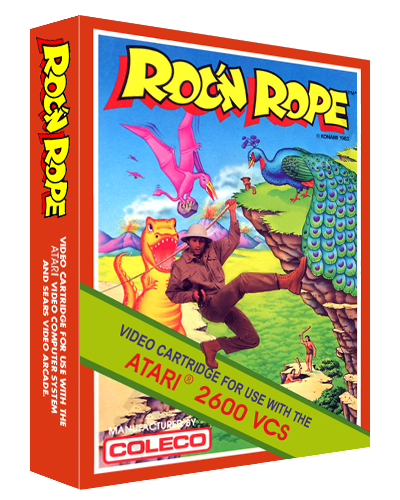 ROC'N ROPE
VIDEO CARTRIDGE FOR USE WITH THE
ATARI VIDEO COMPUTER SYSTEM
AND SEARS VIDEO ARCADE.
ROC'N ROPE
TM
© KONAMI 1983
VIDEO CARTRIDGE FOR USE WITH THE
ATARI® 2600 VCS
MANUFACTURED BY
COLECO